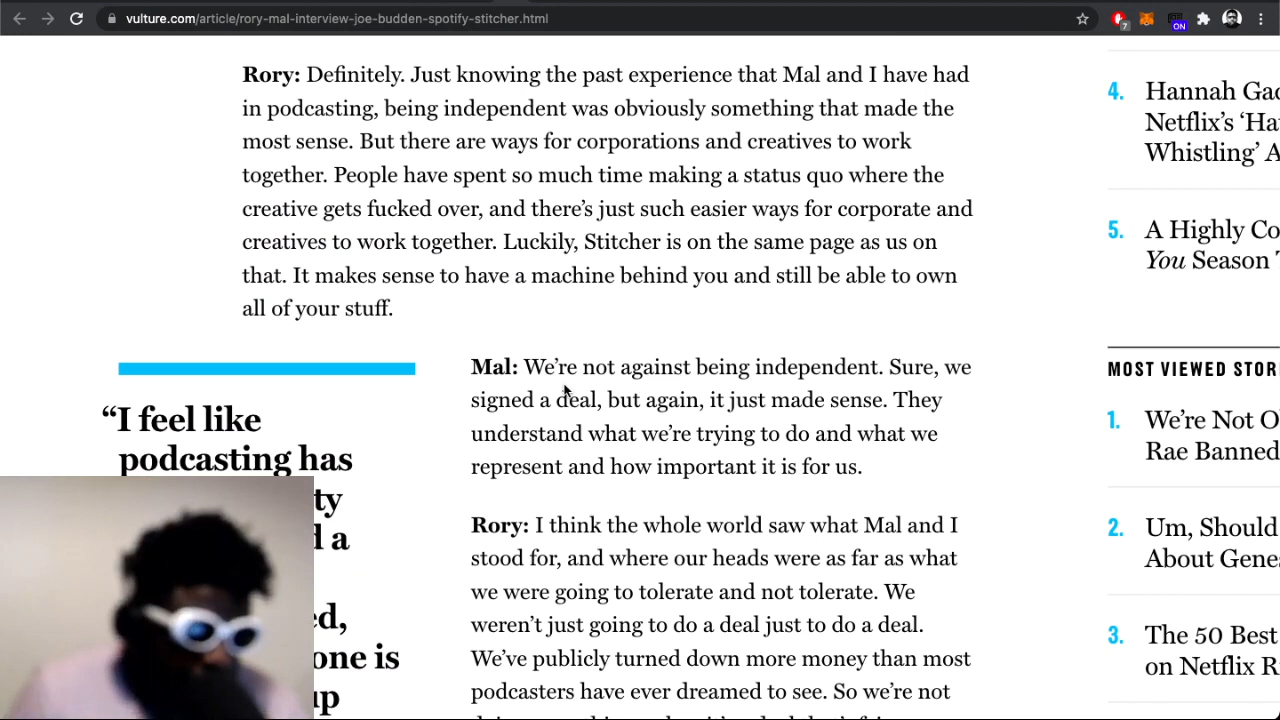 vulture.com/article/rory-mal-interview-joe-budden-spotify-stitcher.html
7
ON
Rory: Definitely. Just knowing the past experience that Mal and I have had
in podcasting, being independent was obviously something that made the
most sense. But there are ways for corporations and creatives to work
together. People have spent so much time making a status quo where the
creative gets fucked over, and there’s just such easier ways for corporate and
creatives to work together. Luckily, Stitcher is on the same page as us on
that. It makes sense to have a machine behind you and still be able to own
all of your stuff.
“I feel like
podcasting has
ty
d a
ed,
one is
up
Mal: We’re not against being independent. Sure, we
signed a deal, but again, it just made sense. They
understand what we’re trying to do and what we
represent and how important it is for us.
Rory: I think the whole world saw what Mal and I
stood for, and where our heads were as far as what
we were going to tolerate and not tolerate. We
weren’t just going to do a deal just to do a deal.
We’ve publicly turned down more money than most
podcasters have ever dreamed to see. So we’re not
4. Hannah Gad
Netflix’s ‘Ha
Whistling’ A
5. A Highly Co
You Season T
MOST VIEWED STOR
1. We’re Not O
Rae Banned
2. Um, Should
About Gene
3. The 50 Best
on Netflix R